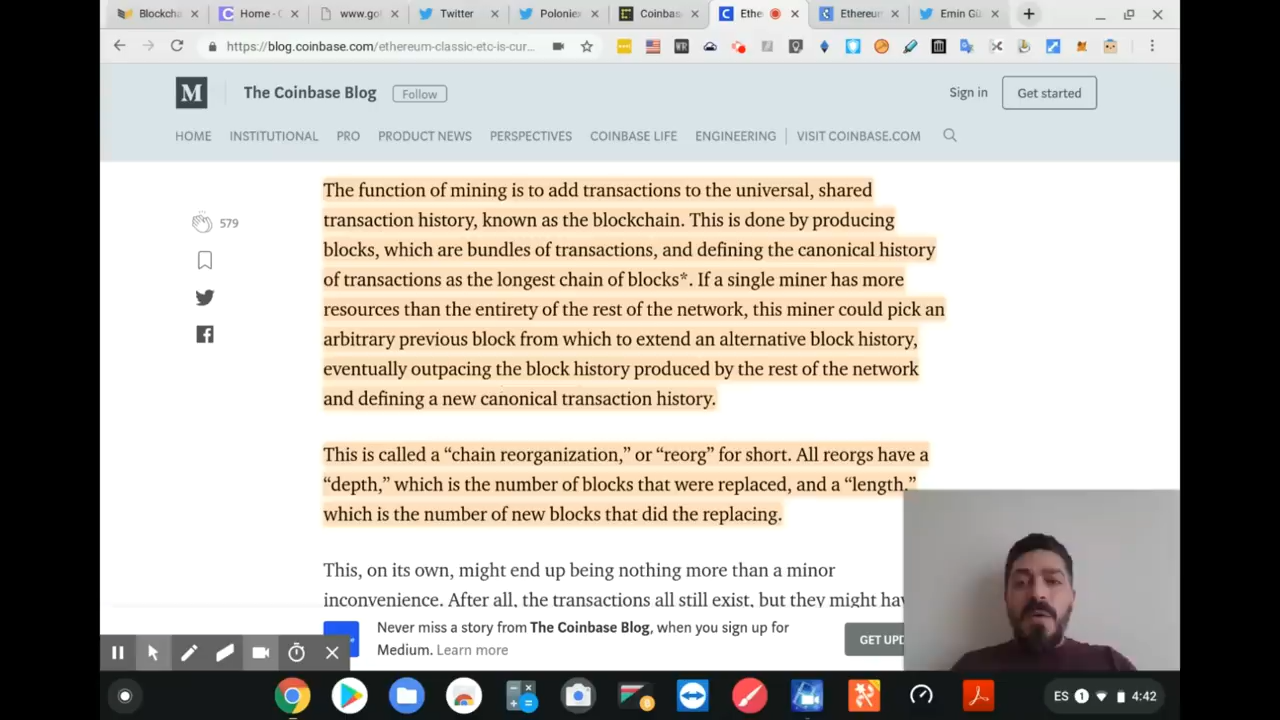 Blockcha
Home - C
www.go
Twitter
Polonie
Coinbas
Ethe
Ethereum
Emin Gü
https://blog.coinbase.com/ethereum-classic-etc-is-cur...
M
The Coinbase Blog
Follow
Sign in
Get started
HOME
INSTITUTIONAL
PRO
PRODUCT NEWS
PERSPECTIVES
COINBASE LIFE
ENGINEERING
VISIT COINBASE.COM
579
The function of mining is to add transactions to the universal, shared
transaction history, known as the blockchain. This is done by producing
blocks, which are bundles of transactions, and defining the canonical history
of transactions as the longest chain of blocks*. If a single miner has more
resources than the entirety of the rest of the network, this miner could pick an
arbitrary previous block from which to extend an alternative block history,
eventually outpacing the block history produced by the rest of the network
and defining a new canonical transaction history.
This is called a “chain reorganization,” or “reorg” for short. All reorgs have a
“depth,” which is the number of blocks that were replaced, and a “length,”
which is the number of new blocks that did the replacing.
This, on its own, might end up being nothing more than a minor
inconvenience. After all, the transactions all still exist, but they might hav
Never miss a story from The Coinbase Blog, when you sign up for
Medium. Learn more
GET UPD
ES 1 4:42